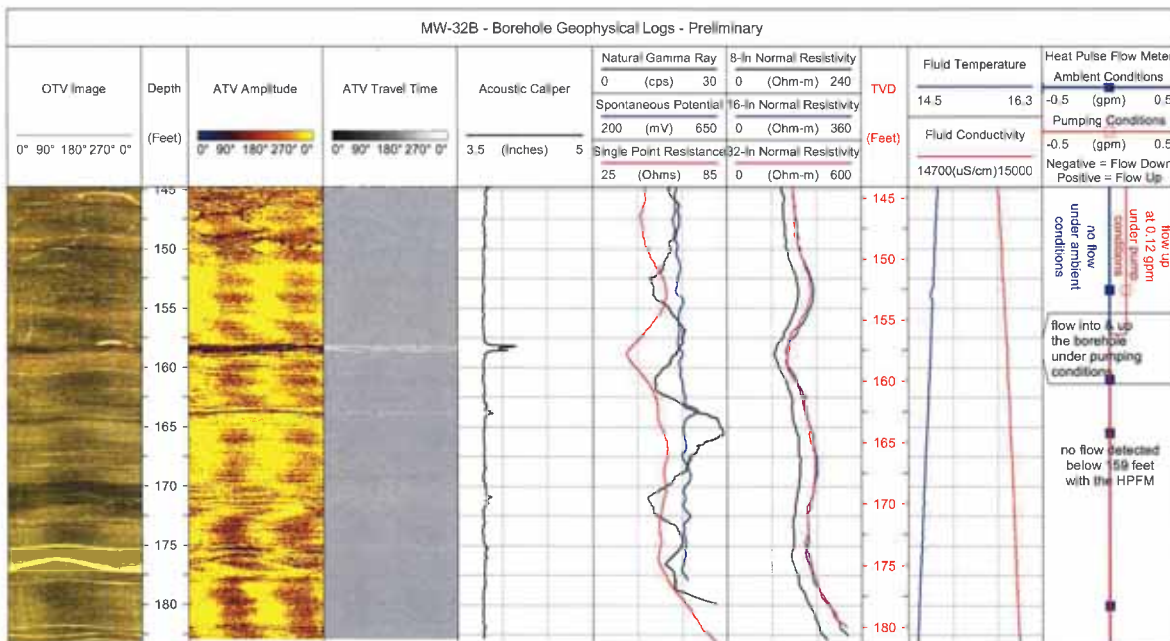 MW-32B - Borehole Geophysical Logs - Preliminary
OTV Image
0° 90° 180° 270° 0°
Depth
(Feet)
ATV Amplitude
0° 90° 180° 270° 0°
ATV Travel Time
0° 90° 180° 270° 0°
Acoustic Caliper
3.5 (Inches) 5
Natural Gamma Ray
0 (cps) 30
Spontaneous Potential
200 (mV) 650
Single Point Resistance
25 (Ohms) 85
8-In Normal Resistivity
0 (Ohm-m) 240
16-In Normal Resistivity
0 (Ohm-m) 360
32-In Normal Resistivity
0 (Ohm-m) 600
TVD
(Feet)
Fluid Temperature
14.5 16.3
Fluid Conductivity
14700(uS/cm)15000
Heat Pulse Flow Meter
Ambient Conditions
-0.5 (gpm) 0.5
Pumping Conditions
-0.5 (gpm) 0.5
Negative = Flow Down
Positive = Flow Up
145
150
155
160
165
170
175
180
145
150
155
160
165
170
175
180
no flow
under ambient
conditions
flow up
at 0.12 gpm
under pump
conditions
flow into & up
the borehole
under pumping
conditions
no flow detected
below 159 feet
with the HPFM